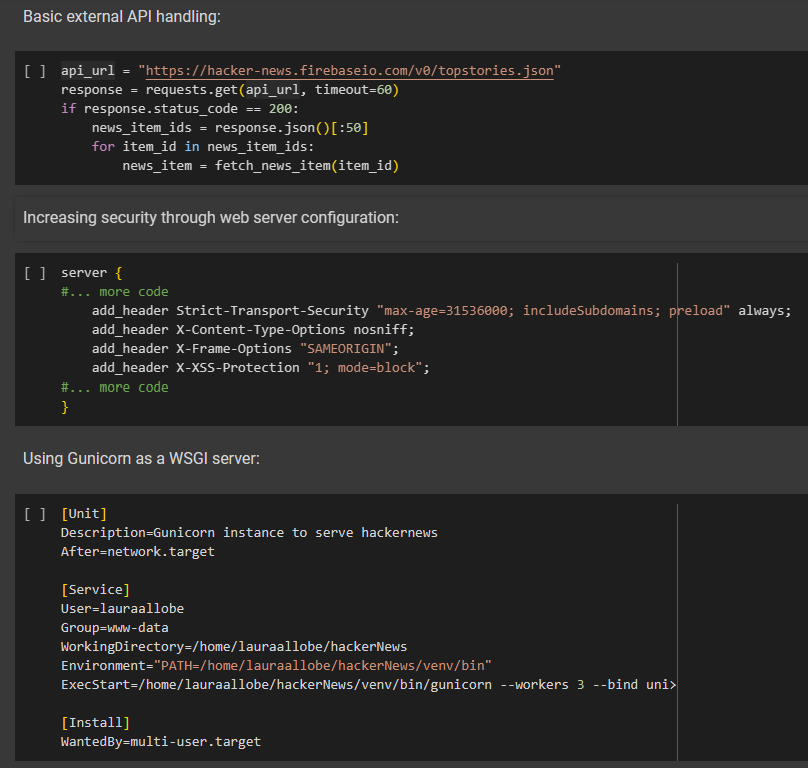 Basic external API handling:
[ ] api_url = "https://hacker-news.firebaseio.com/v0/topstories.json"
response = requests.get(api_url, timeout=60)
if response.status_code == 200:
    news_item_ids = response.json()[:50]
    for item_id in news_item_ids:
        news_item = fetch_news_item(item_id)
Increasing security through web server configuration:
[ ] server {
#... more code
    add_header Strict-Transport-Security "max-age=31536000; includeSubdomains; preload" always;
    add_header X-Content-Type-Options nosniff;
    add_header X-Frame-Options "SAMEORIGIN";
    add_header X-XSS-Protection "1; mode=block";
#... more code
}
Using Gunicorn as a WSGI server:
[ ] [Unit]
Description=Gunicorn instance to serve hackernews
After=network.target
[Service]
User=lauraallobe
Group=www-data
WorkingDirectory=/home/lauraallobe/hackerNews
Environment="PATH=/home/lauraallobe/hackerNews/venv/bin"
ExecStart=/home/lauraallobe/hackerNews/venv/bin/gunicorn --workers 3 --bind uni>
[Install]
WantedBy=multi-user.target